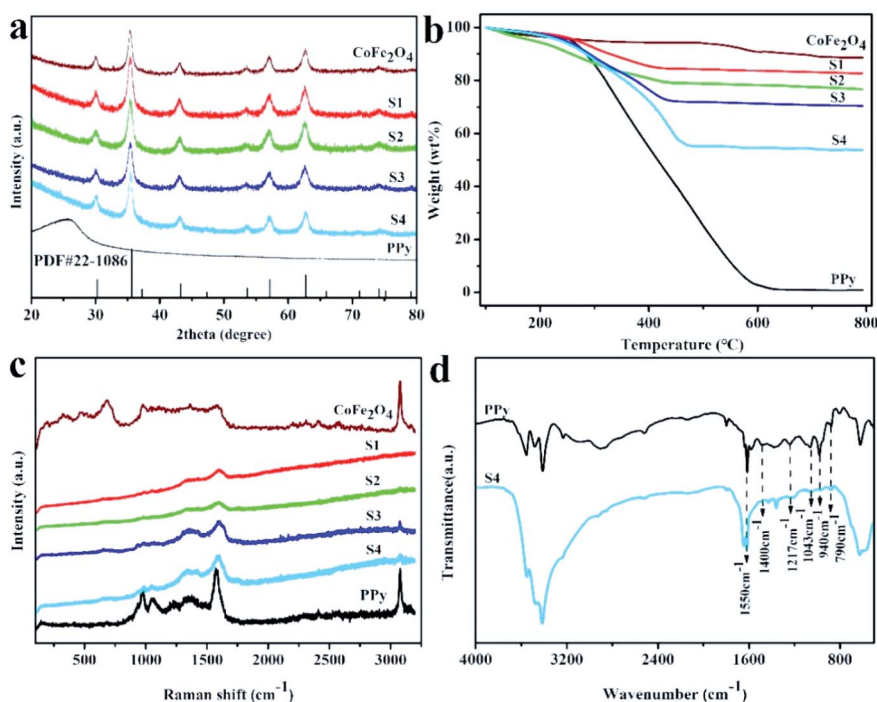 a
CoFe2O4
S1
S2
S3
S4
PPy
PDF#22-1086
Intensity (a.u.)
20 30 40 50 60 70 80
2theta (degree)
b
100
80
60
40
20
0
Weight (wt%)
CoFe2O4
S1
S2
S3
S4
PPy
200 400 600 800
Temperature (℃)
c
CoFe2O4
S1
S2
S3
S4
PPy
Intensity (a.u.)
500 1000 1500 2000 2500 3000
Raman shift (cm-1)
d
PPy
S4
1550cm-1
1400cm-1
1217cm-1
1043cm-1
940cm-1
790cm-1
Transmittance(a.u.)
4000 3200 2400 1600 800
Wavenumber (cm-1)